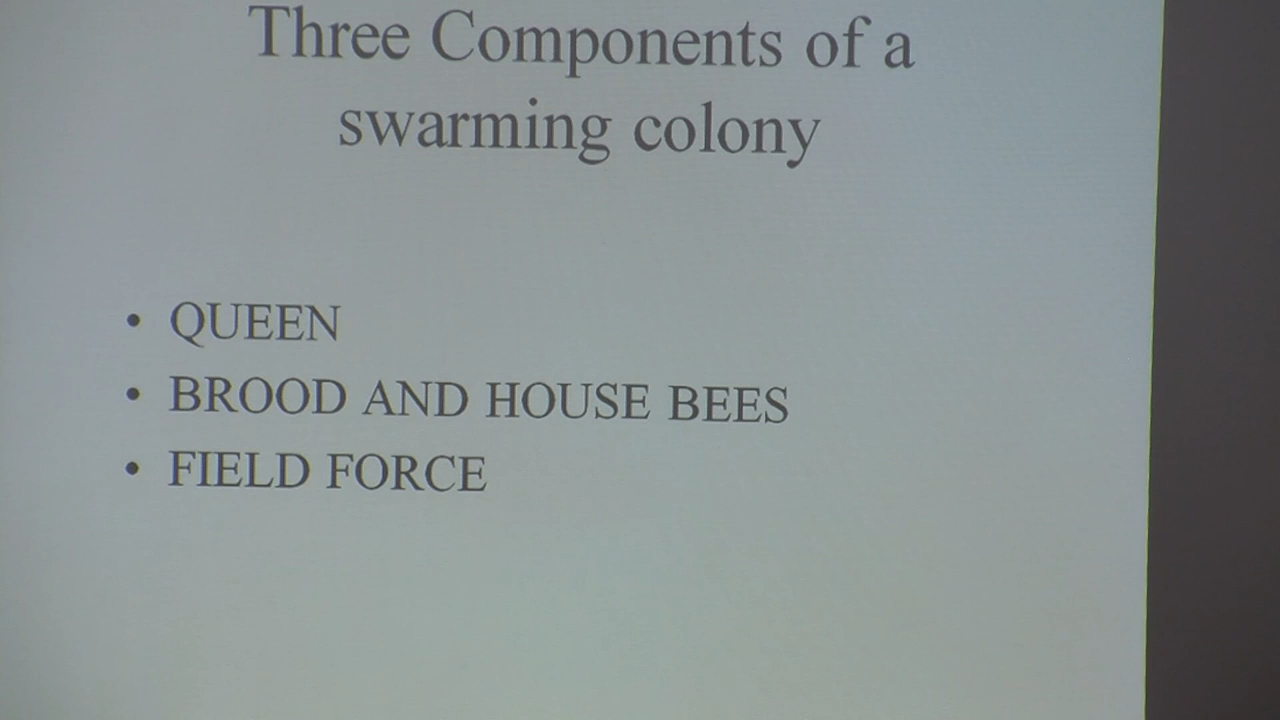 Three Components of a
swarming colony
• QUEEN
• BROOD AND HOUSE BEES
• FIELD FORCE